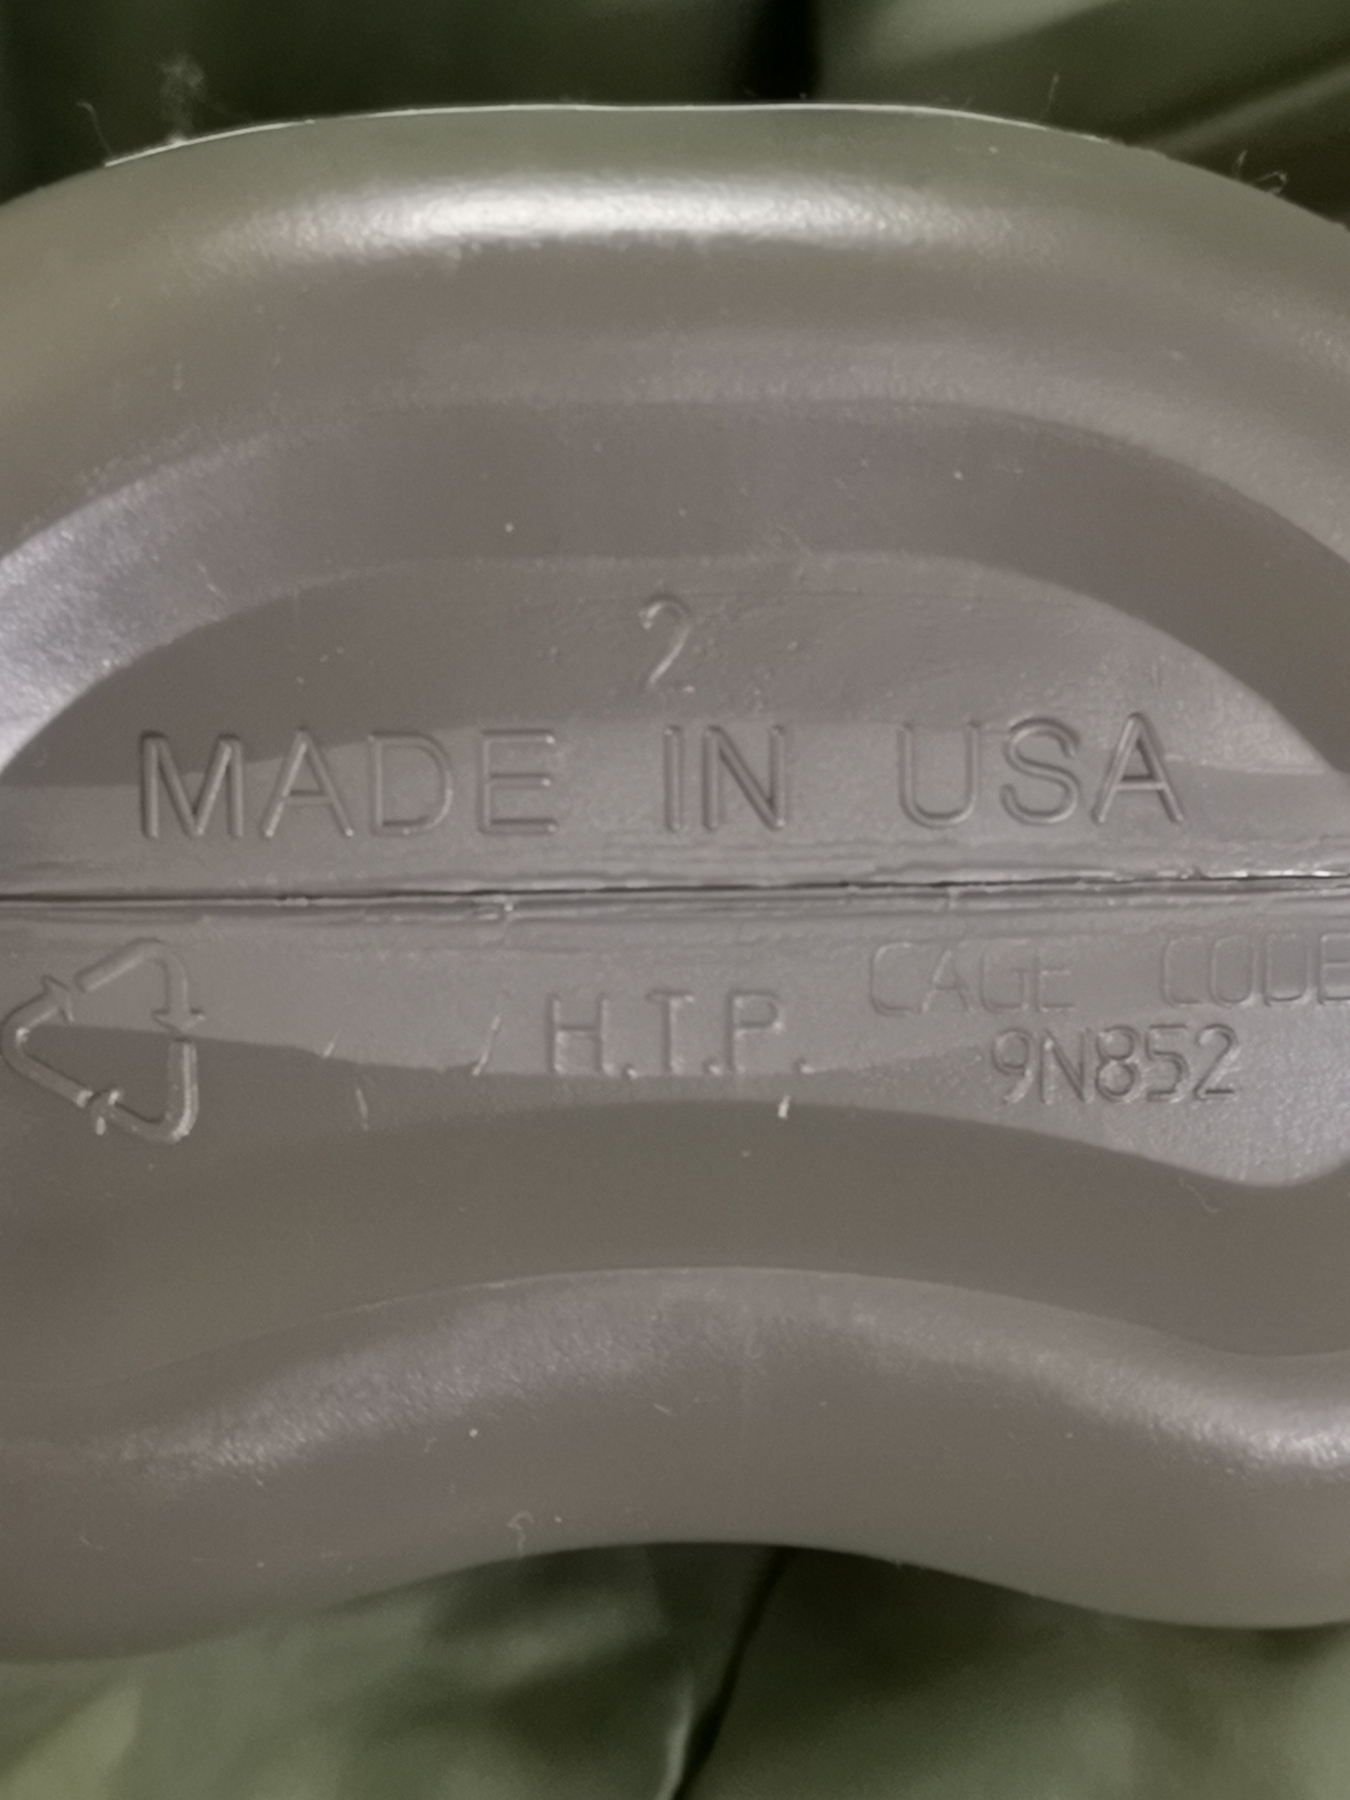 2
MADE IN USA
CAGE CODE
H.T.P. 9N852